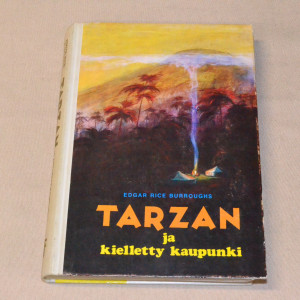 EDGAR RICE BURROUGHS
TARZAN
ja
kielletty kaupunki